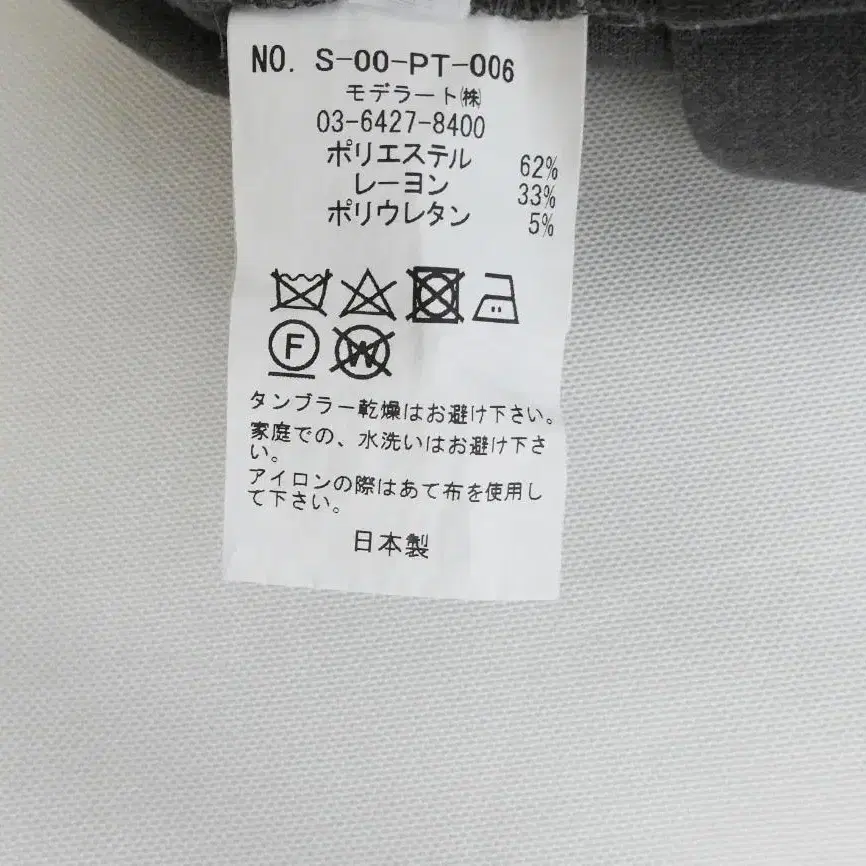 NO. S-00-PT-006
モデラート㈱
03-6427-8400
ポリエステル 62%
レーヨン 33%
ポリウレタン 5%
F
W
タンブラー乾燥はお避け下さい。
家庭での、水洗いはお避け下さ
い。
アイロンの際はあて布を使用し
て下さい。
日本製